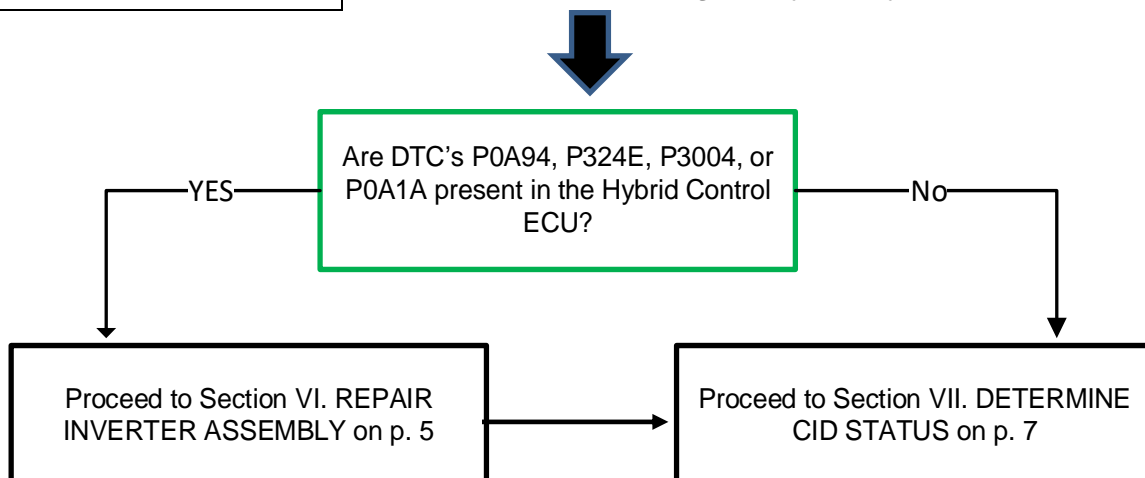 Are DTC's P0A94, P324E, P3004, or
P0A1A present in the Hybrid Control
ECU?
YES
No
Proceed to Section VI. REPAIR
INVERTER ASSEMBLY on p. 5
Proceed to Section VII. DETERMINE
CID STATUS on p. 7